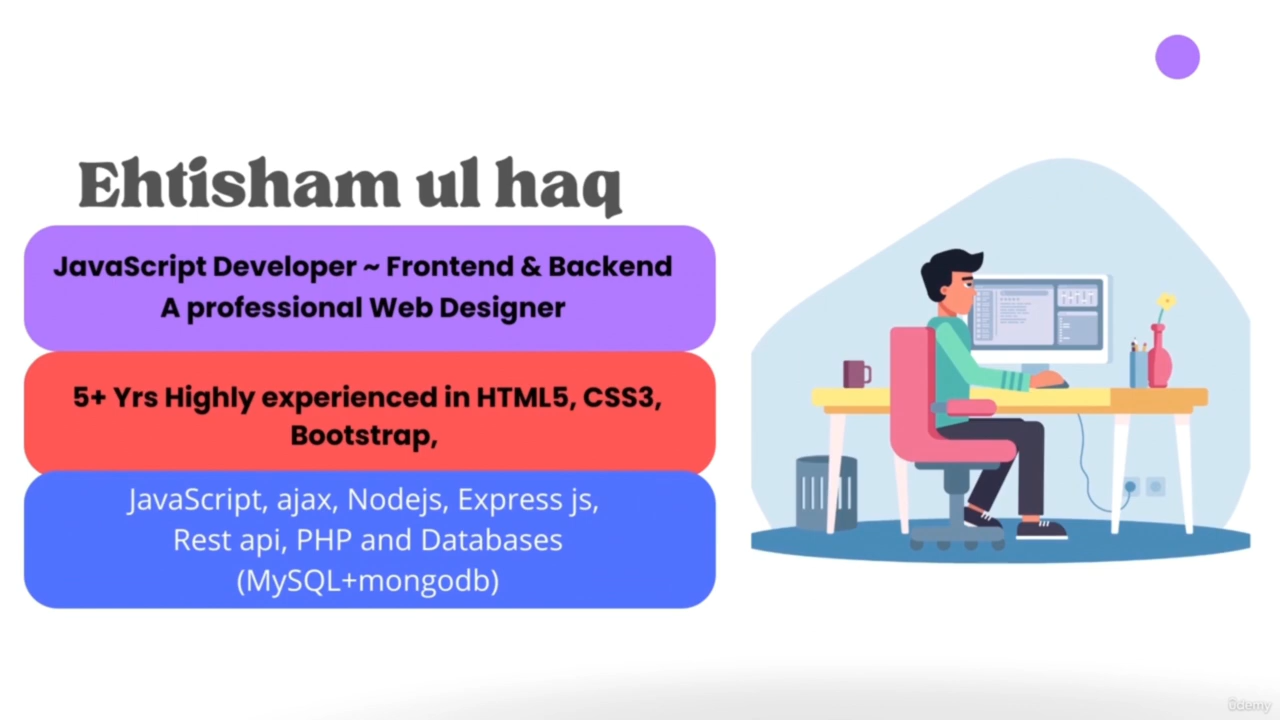 Ehtisham ul haq
JavaScript Developer ~ Frontend & Backend
A professional Web Designer
5+ Yrs Highly experienced in HTML5, CSS3,
Bootstrap,
JavaScript, ajax, Nodejs, Express js,
Rest api, PHP and Databases
(MySQL+mongodb)
ûdemy